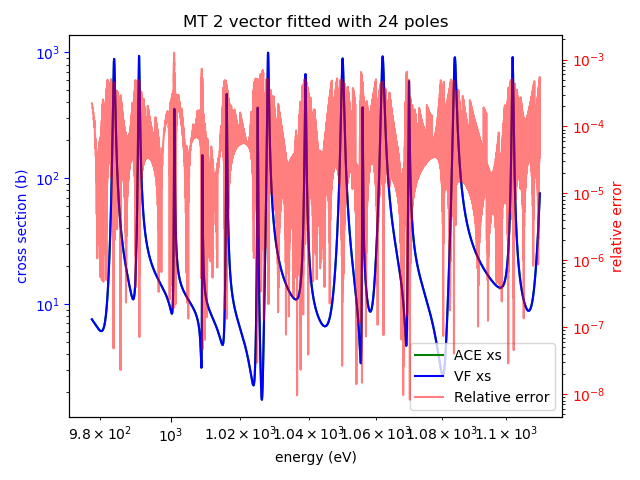 MT 2 vector fitted with 24 poles
10³
10²
10¹
cross section (b)
10⁻³
10⁻⁴
10⁻⁵
10⁻⁶
10⁻⁷
10⁻⁸
relative error
ACE xs
VF xs
Relative error
9.8 × 10² 10³ 1.02 × 10³ 1.04 × 10³ 1.06 × 10³ 1.08 × 10³ 1.1 × 10³
energy (eV)